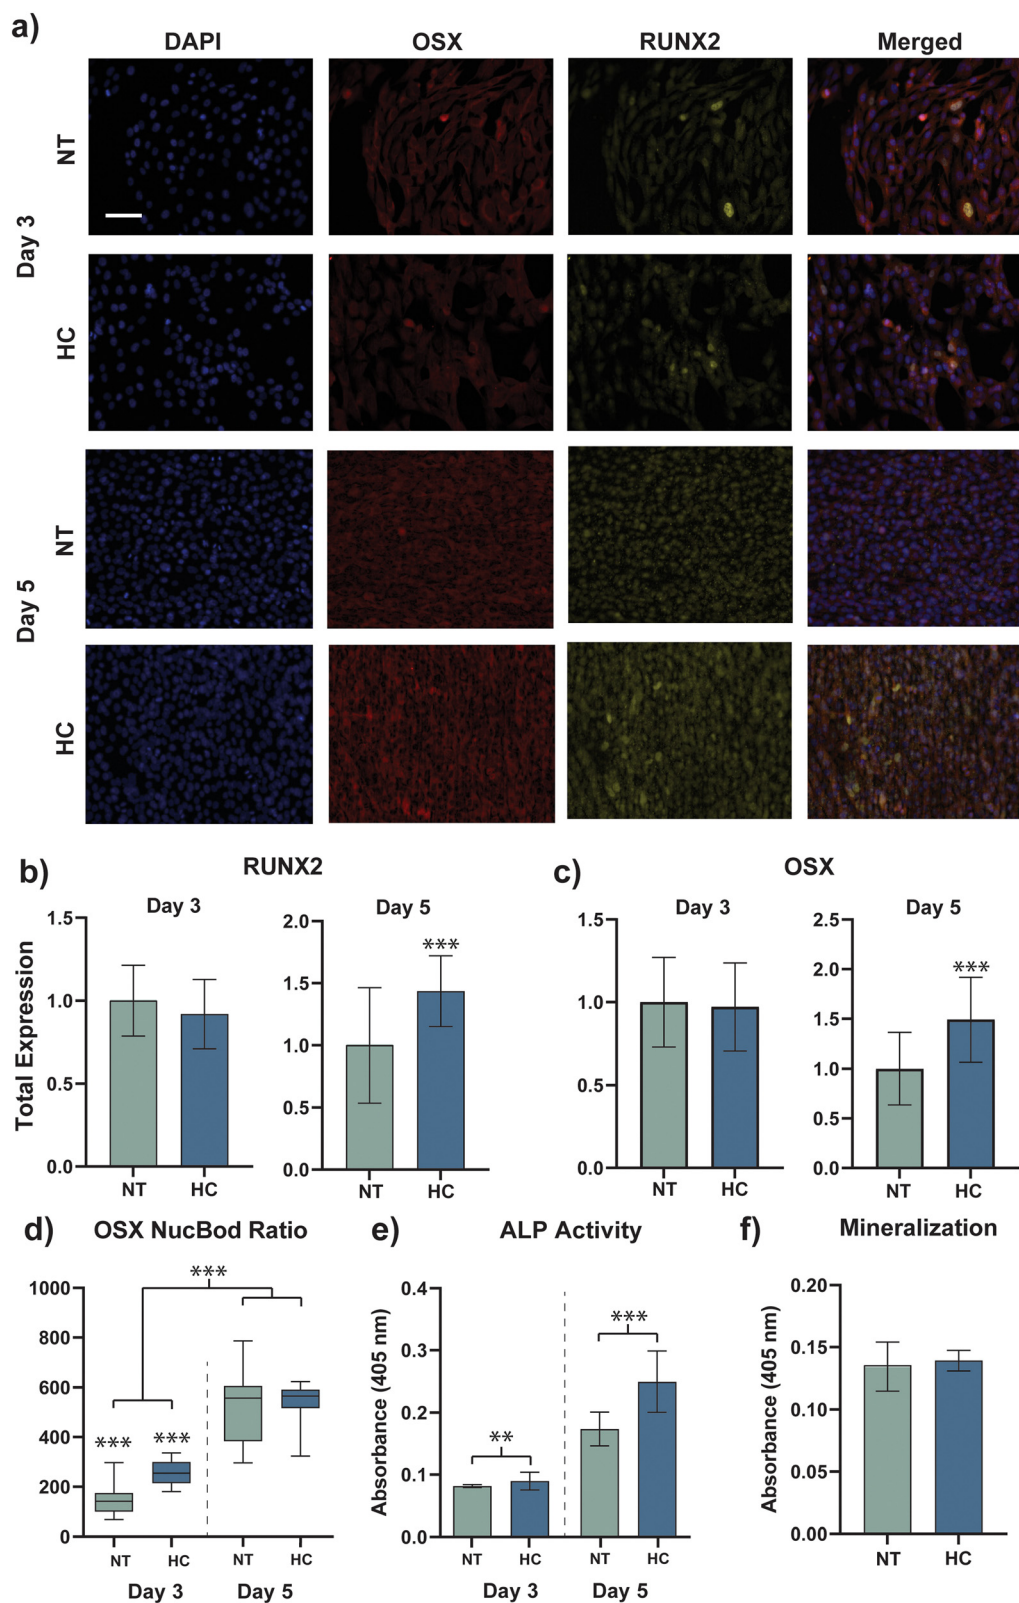 a)
DAPI OSX RUNX2 Merged
Day 3
NT
HC
Day 5
NT
HC
b) RUNX2
Total Expression
Day 3
1.5
1.0
0.5
0.0
NT HC
Day 5
2.0
1.5
1.0
0.5
0.0
***
NT HC
c) OSX
Day 3
1.5
1.0
0.5
0.0
NT HC
Day 5
2.5
2.0
1.5
1.0
0.5
0.0
***
NT HC
d) OSX NucBod Ratio
***
1000
800
600
400
200
0
*** ***
NT HC NT HC
Day 3 Day 5
e) ALP Activity
Absorbance (405 nm)
0.4
0.3
0.2
0.1
0.0
** ***
NT HC NT HC
Day 3 Day 5
f) Mineralization
Absorbance (405 nm)
0.20
0.15
0.10
0.05
0.00
NT HC